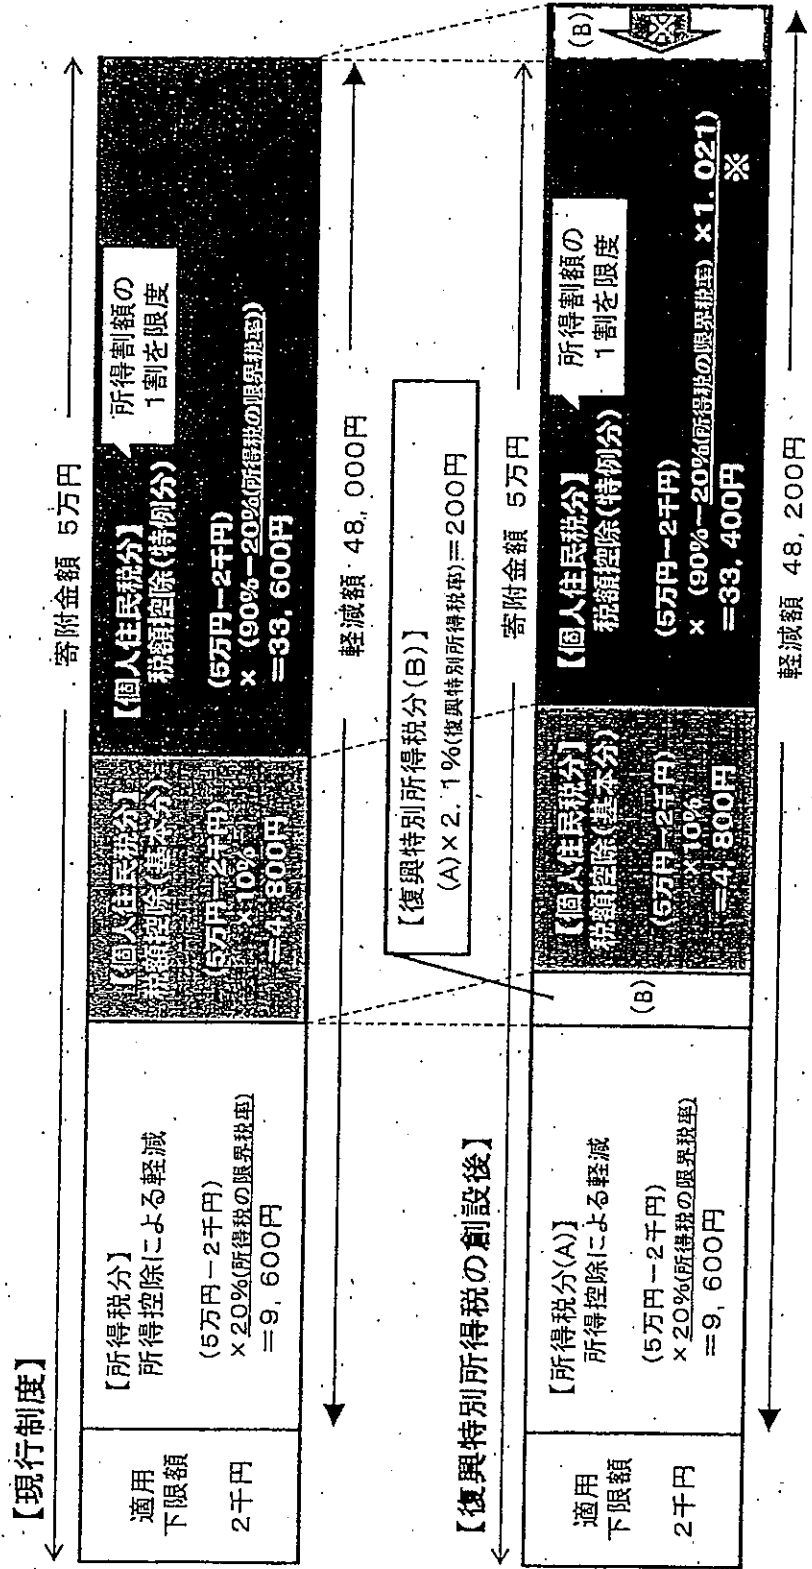 【現行制度】
寄附金額 5万円
適用
下限額
2千円
【所得税分】
所得控除による軽減
(5万円－2千円)
×20%(所得税の限界税率)
＝9,600円
【個人住民税分】
税額控除(基本分)
(5万円－2千円)
×10%
＝4,800円
【個人住民税分】
税額控除(特例分)
(5万円－2千円)
× (90%－20%(所得税の限界税率))
＝33,600円
所得割額の
1割を限度
軽減額 48,000円
【復興特別所得税分(B)】
(A)×2.1%(復興特別所得税率)＝200円
【復興特別所得税の創設後】
寄附金額 5万円
適用
下限額
2千円
【所得税分(A)】
所得控除による軽減
(5万円－2千円)
×20%(所得税の限界税率)
＝9,600円
(B)
【個人住民税分】
税額控除(基本分)
(5万円－2千円)
×10%
＝4,800円
【個人住民税分】
税額控除(特例分)
(5万円－2千円)
× (90%－20%(所得税の限界税率) ×1.021)
＝33,400円
※
所得割額の
1割を限度
(B)
※
軽減額 48,200円